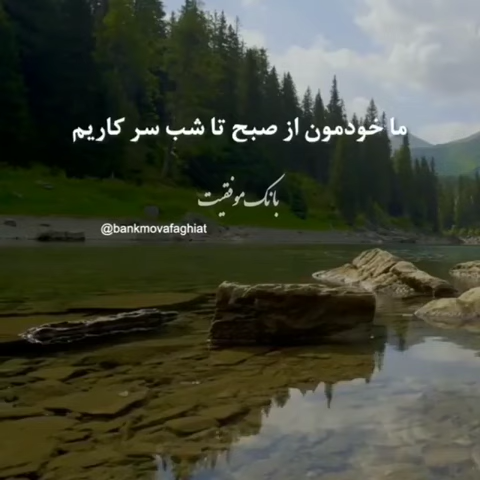 ما خودمون از صبح تا شب سر کاریم
بانک موفقیت
@bankmovafaghiat